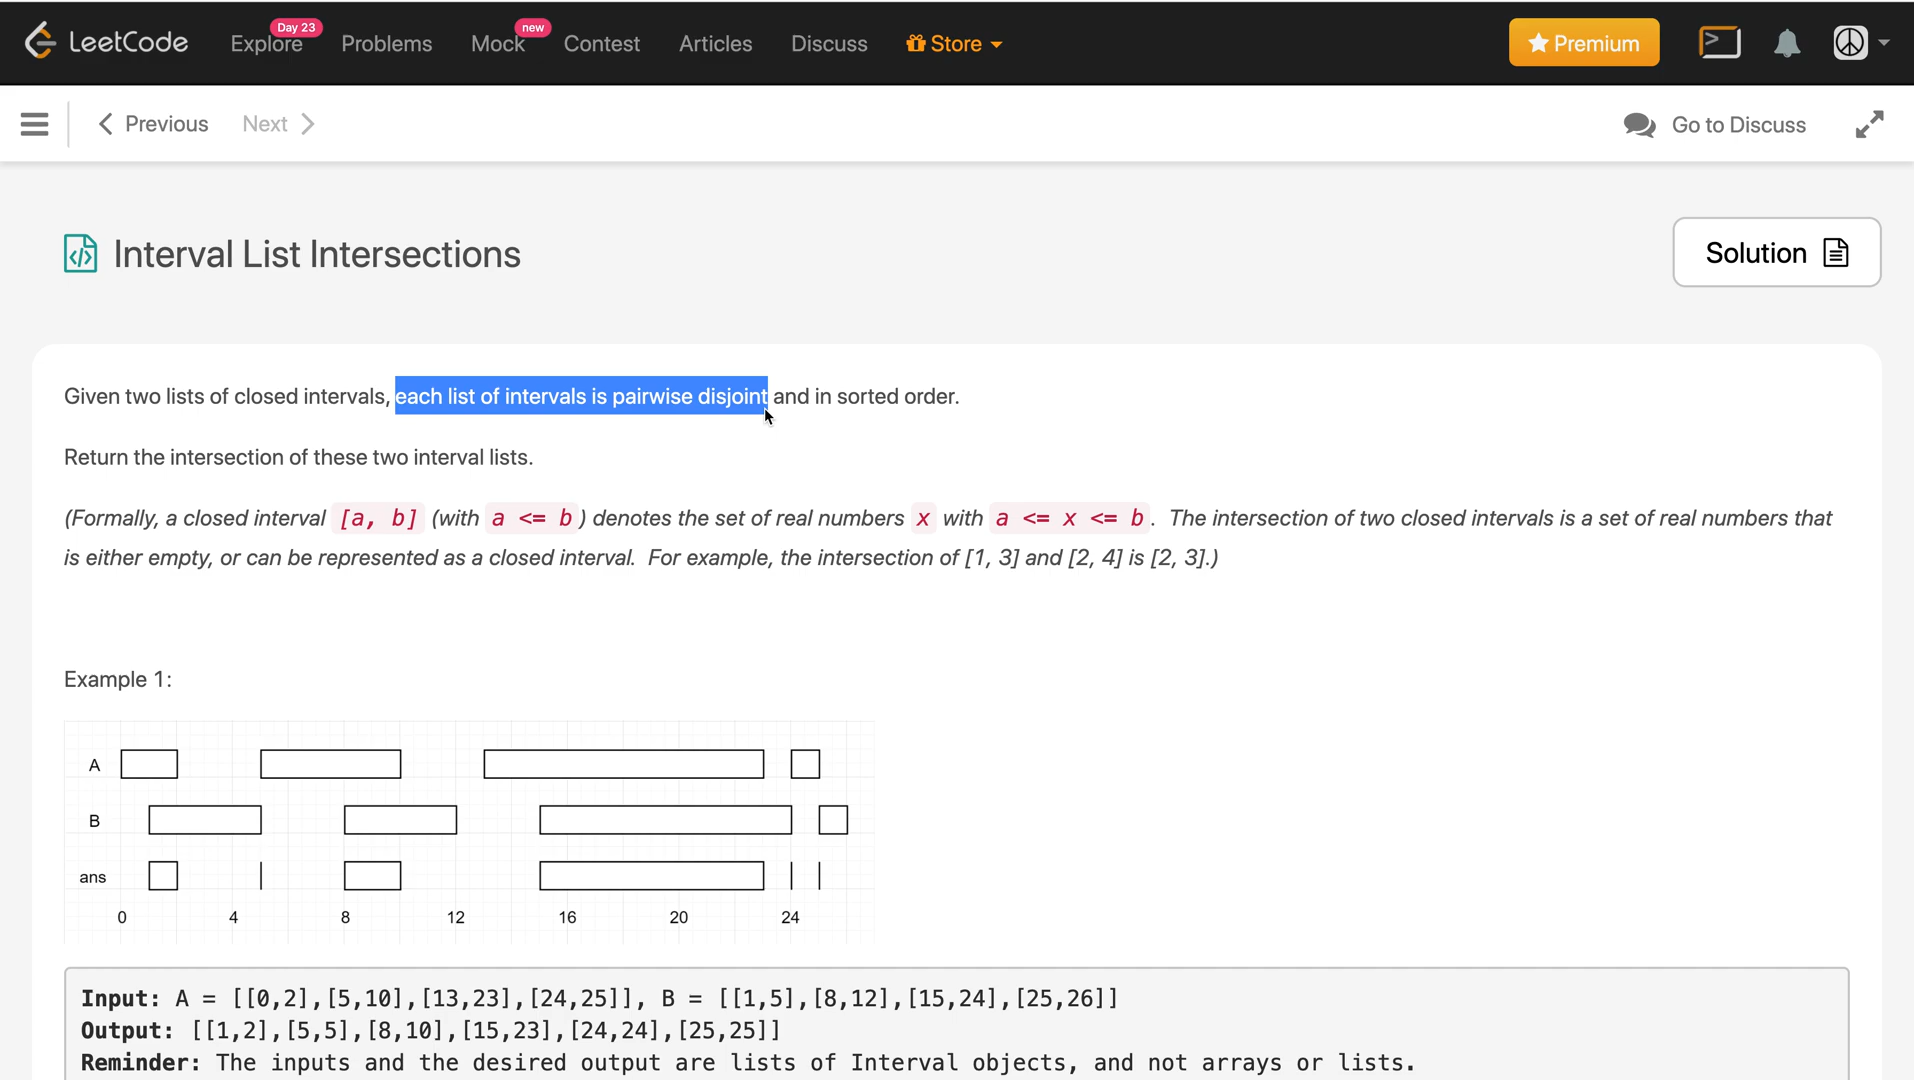 LeetCode Explore Day 23 Problems Mock new Contest Articles Discuss Store Premium
Previous Next Go to Discuss
Interval List Intersections Solution
Given two lists of closed intervals, each list of intervals is pairwise disjoint and in sorted order.
Return the intersection of these two interval lists.
(Formally, a closed interval [a, b] (with a <= b) denotes the set of real numbers x with a <= x <= b. The intersection of two closed intervals is a set of real numbers that
is either empty, or can be represented as a closed interval. For example, the intersection of [1, 3] and [2, 4] is [2, 3].)
Example 1:
A
B
ans
0 4 8 12 16 20 24
Input: A = [[0,2],[5,10],[13,23],[24,25]], B = [[1,5],[8,12],[15,24],[25,26]]
Output: [[1,2],[5,5],[8,10],[15,23],[24,24],[25,25]]
Reminder: The inputs and the desired output are lists of Interval objects, and not arrays or lists.